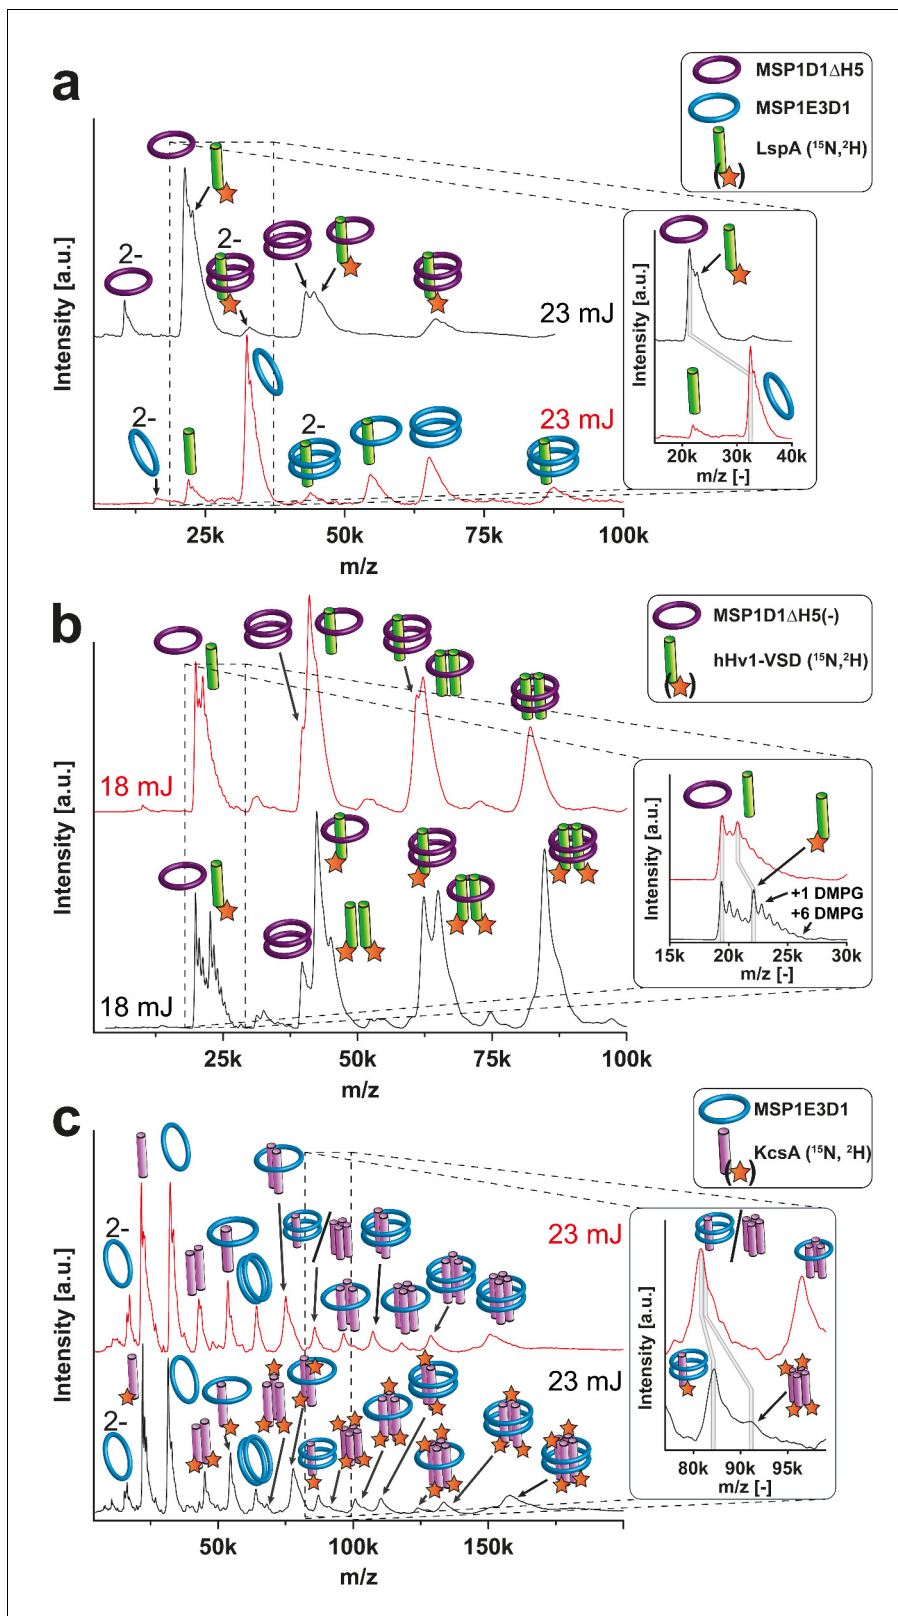 a
MSP1D1ΔH5
MSP1E3D1
LspA (¹⁵N,²H)
( )
Intensity [a.u.]
2-
2-
23 mJ
2-
2-
23 mJ
25k 50k 75k 100k
m/z
Intensity [a.u.]
20k 30k 40k
m/z [-]
b
MSP1D1ΔH5(-)
hHv1-VSD (¹⁵N,²H)
( )
Intensity [a.u.]
18 mJ
18 mJ
25k 50k 75k 100k
m/z
Intensity [a.u.]
+1 DMPG
+6 DMPG
15k 20k 25k 30k
m/z [-]
c
MSP1E3D1
KcsA (¹⁵N, ²H)
( )
Intensity [a.u.]
2-
23 mJ
/
23 mJ
2-
50k 100k 150k
m/z
Intensity [a.u.]
/
80k 90k 95k
m/z [-]